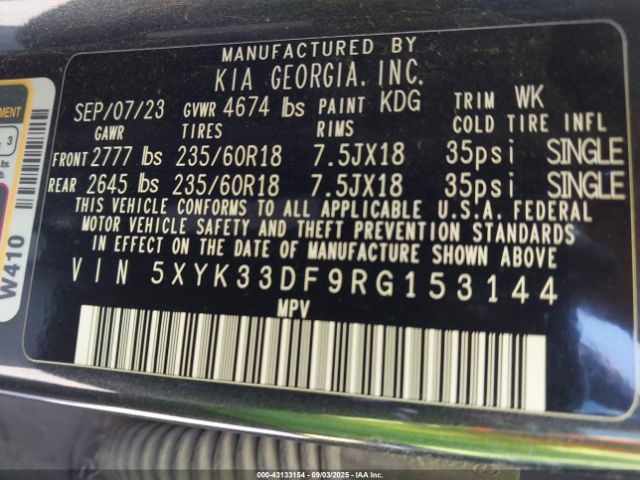 MANUFACTURED BY
KIA GEORGIA, INC.
SEP/07/23 GVWR 4674 lbs PAINT KDG TRIM WK
GAWR TIRES RIMS COLD TIRE INFL
FRONT 2777 lbs 235/60R18 7.5JX18 35psi SINGLE
REAR 2645 lbs 235/60R18 7.5JX18 35psi SINGLE
THIS VEHICLE CONFORMS TO ALL APPLICABLE U.S.A. FEDERAL
MOTOR VEHICLE SAFETY AND THEFT PREVENTION STANDARDS
IN EFFECT ON THE DATE OF MANUFACTURE SHOWN ABOVE
VIN 5XYK33DF9RG153144
MPV
3
lbs.
W410
000-43133154 - 09/03/2025 - IAA Inc.